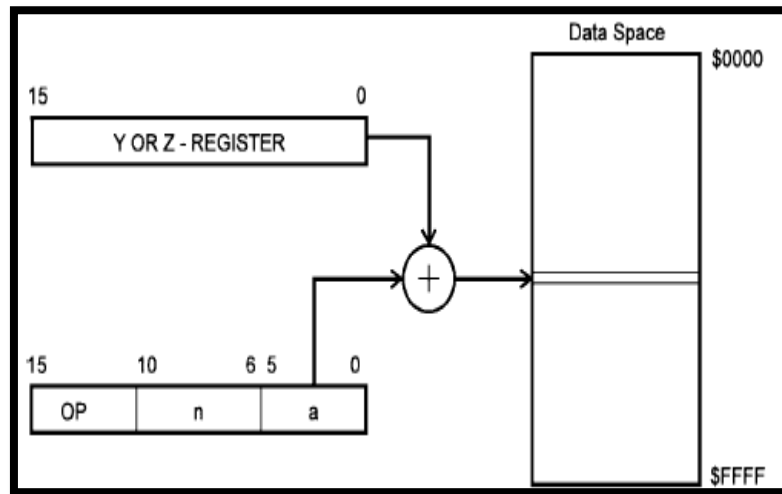 Data Space
$0000
15 0
Y OR Z - REGISTER
+
15 10 6 5 0
OP n a
$FFFF